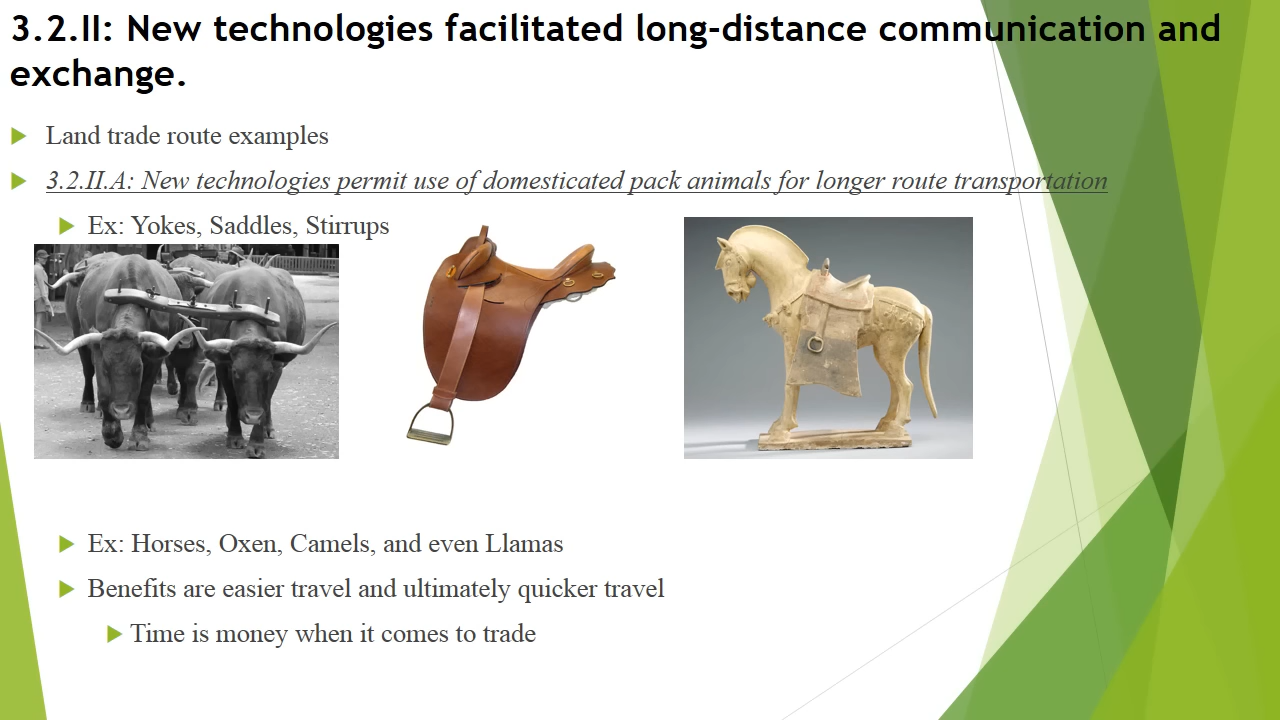 3.2.II: New technologies facilitated long-distance communication and
exchange.
Land trade route examples
3.2.II.A: New technologies permit use of domesticated pack animals for longer route transportation
Ex: Yokes, Saddles, Stirrups
Ex: Horses, Oxen, Camels, and even Llamas
Benefits are easier travel and ultimately quicker travel
Time is money when it comes to trade